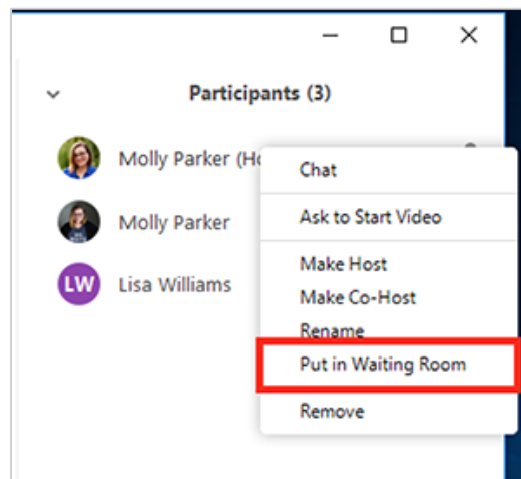 Participants (3)
Molly Parker (Ho
Molly Parker
LW Lisa Williams
Chat
Ask to Start Video
Make Host
Make Co-Host
Rename
Put in Waiting Room
Remove